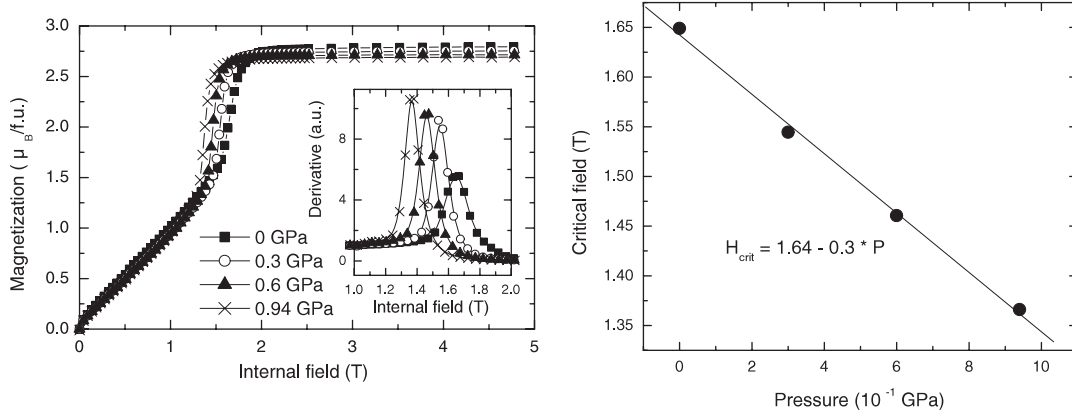 3.0
2.5
2.0
1.5
1.0
0.5
0.0
Magnetization ( μ_B/f.u.)
0 1 2 3 4 5
Internal field (T)
0 GPa
0.3 GPa
0.6 GPa
0.94 GPa
8
4
0
Derivative (a.u.)
1.0 1.2 1.4 1.6 1.8 2.0
Internal field (T)
1.65
1.60
1.55
1.50
1.45
1.40
1.35
Critical field (T)
H_crit = 1.64 - 0.3 * P
0 2 4 6 8 10
Pressure (10^-1 GPa)